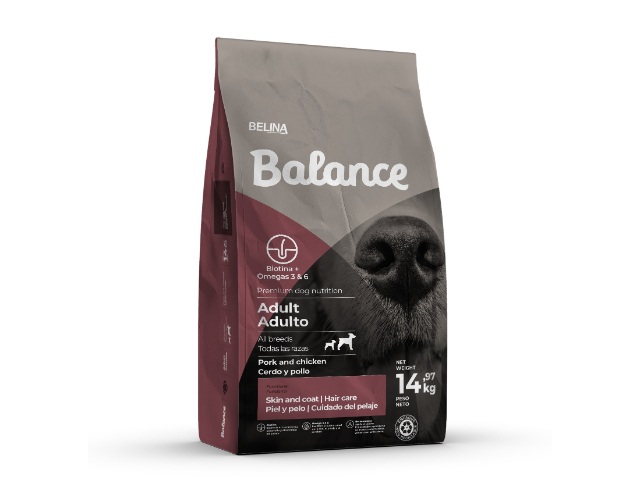 BELINA
Balance
Biotina +
Omegas 3 & 6
Premium dog nutrition
Adult
Adulto
All breeds
Todas las razas
Pork and chicken
Cerdo y pollo
Skin and coat | Hair care
Piel y pelo | Cuidado del pelaje
NET
WEIGHT
14,97
kg
PESO
NETO
Balance